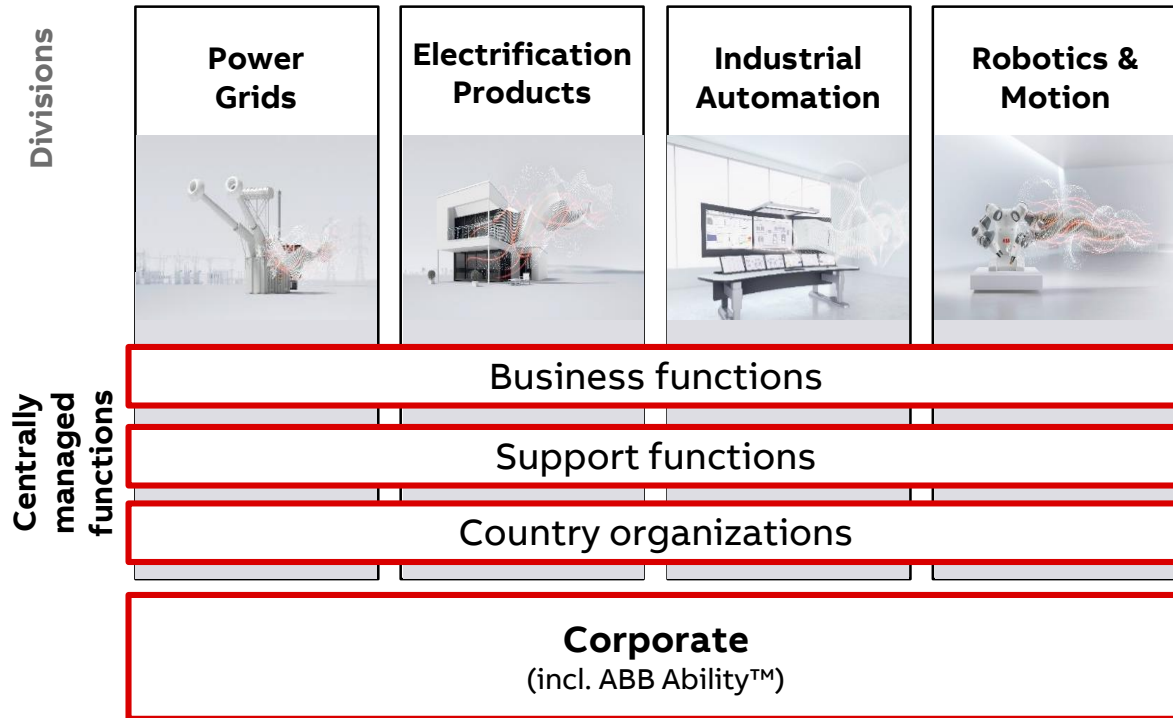 Divisions
Power
Grids
Electrification
Products
Industrial
Automation
Robotics &
Motion
Centrally
managed
functions
Business functions
Support functions
Country organizations
Corporate
(incl. ABB Ability™)